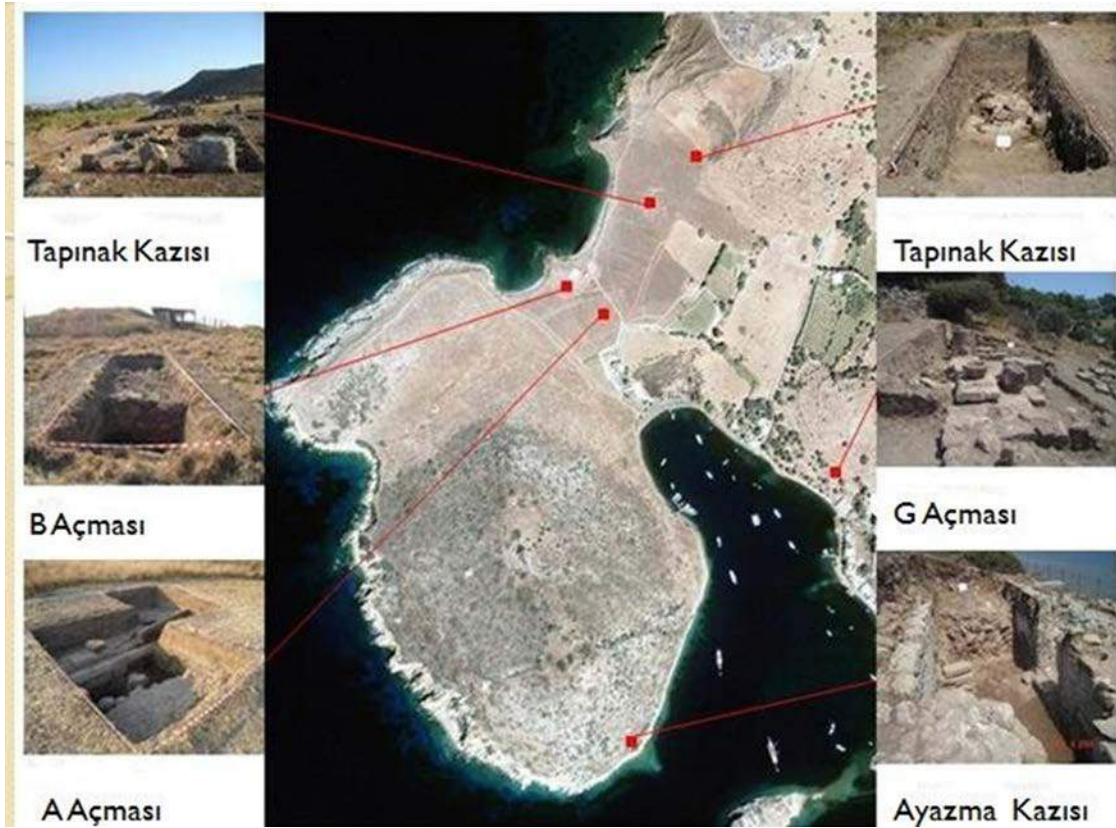 Tapınak Kazısı
B Açması
A Açması
Tapınak Kazısı
G Açması
Ayazma Kazısı